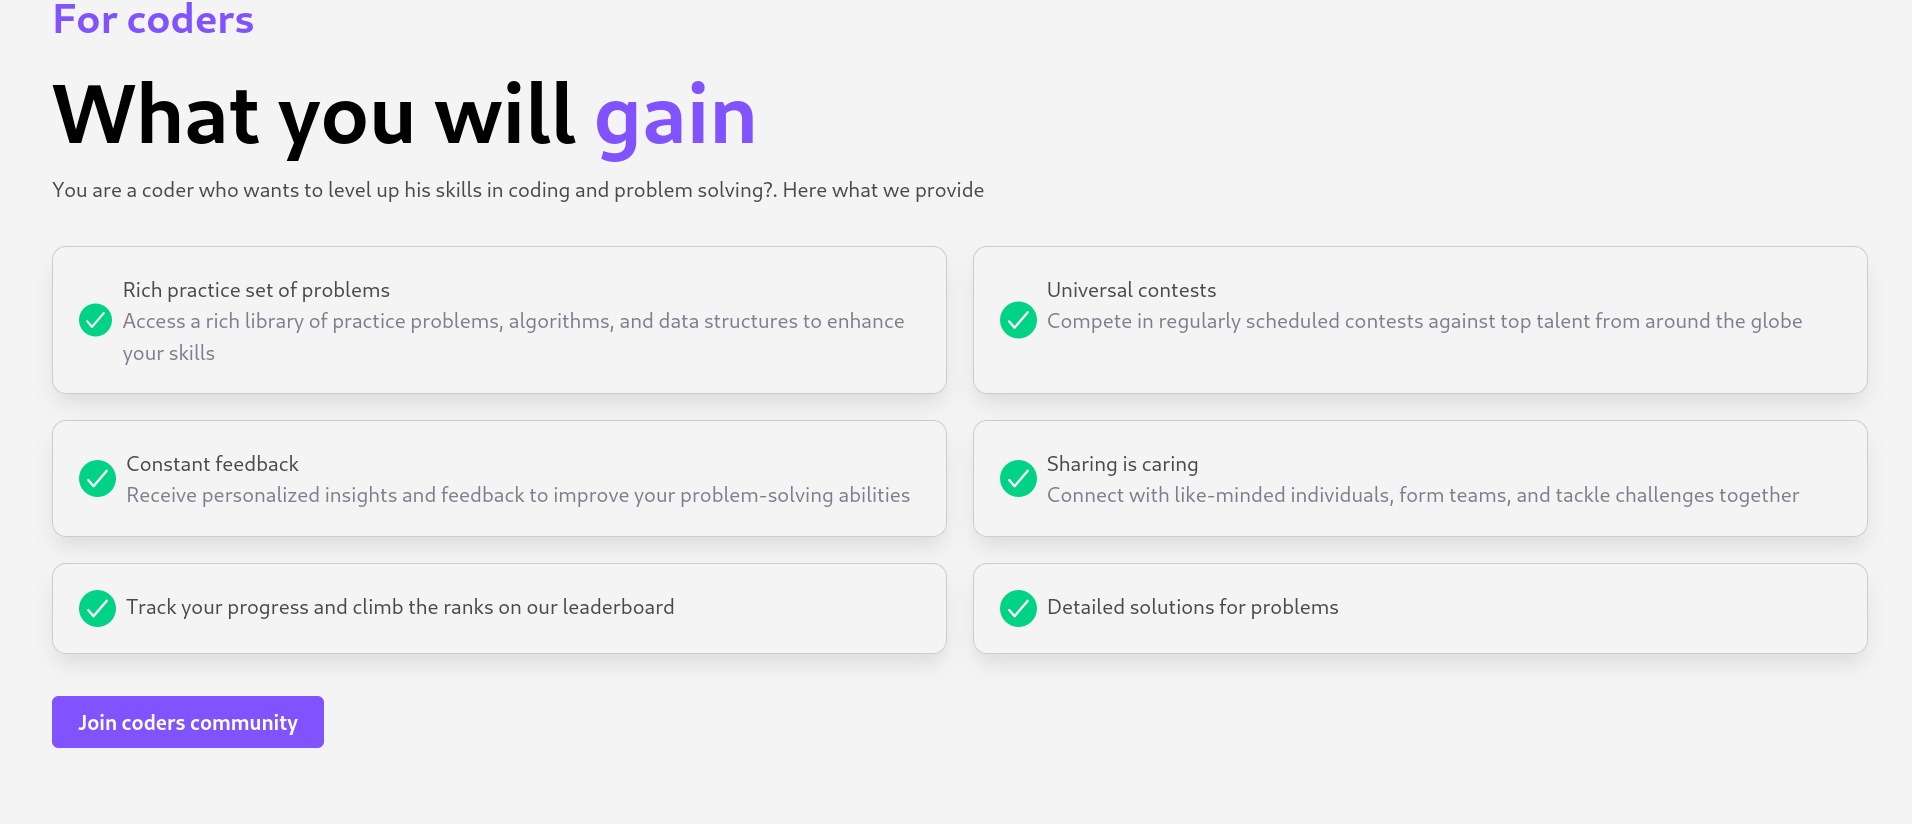 For coders
What you will gain
You are a coder who wants to level up his skills in coding and problem solving?. Here what we provide
Rich practice set of problems
Access a rich library of practice problems, algorithms, and data structures to enhance
your skills
Universal contests
Compete in regularly scheduled contests against top talent from around the globe
Constant feedback
Receive personalized insights and feedback to improve your problem-solving abilities
Sharing is caring
Connect with like-minded individuals, form teams, and tackle challenges together
Track your progress and climb the ranks on our leaderboard
Detailed solutions for problems
Join coders community